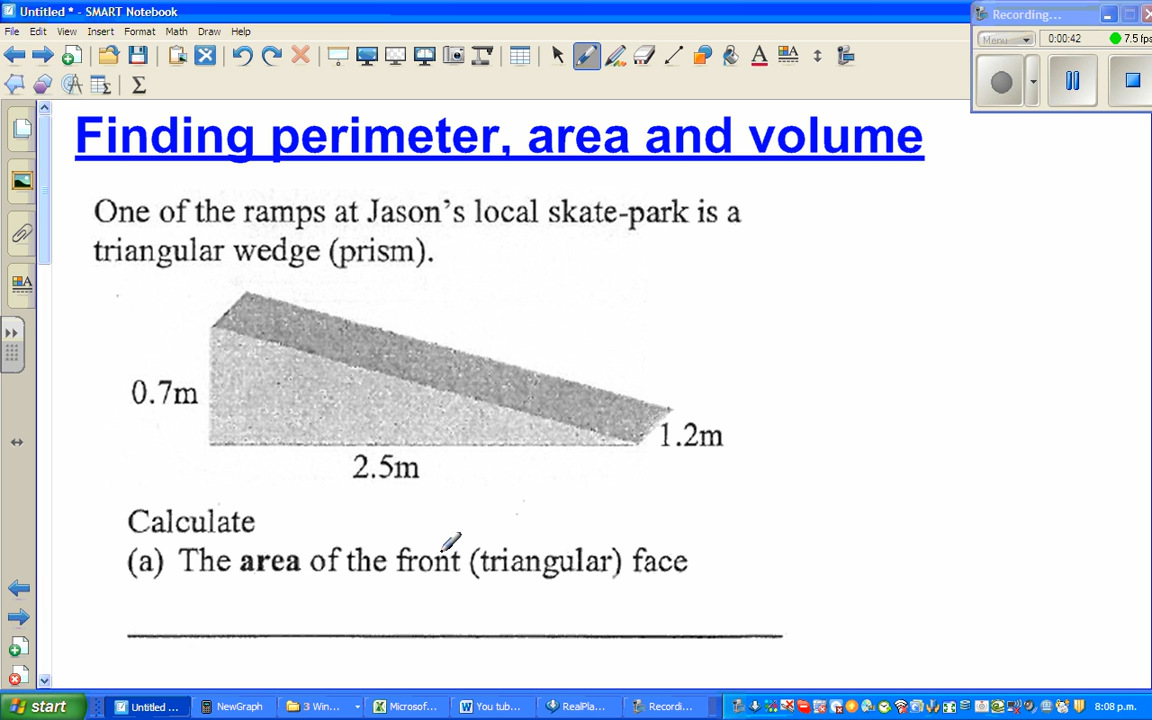 Untitled * - SMART Notebook
Recording...
File Edit View Insert Format Math Draw Help
Menu 0:00:42 7.5 fps
Finding perimeter, area and volume
One of the ramps at Jason's local skate-park is a
triangular wedge (prism).
0.7m
1.2m
2.5m
Calculate
(a) The area of the front (triangular) face
start Untitled ... NewGraph 3 Win... Microsof... You tub... RealPla... Recordi... 8:08 p.m.